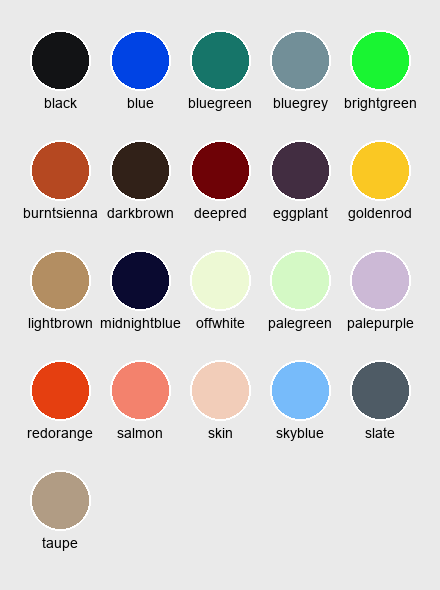 black blue bluegreen bluegrey brightgreen
burntsienna darkbrown deepred eggplant goldenrod
lightbrown midnightblue offwhite palegreen palepurple
redorange salmon skin skyblue slate
taupe